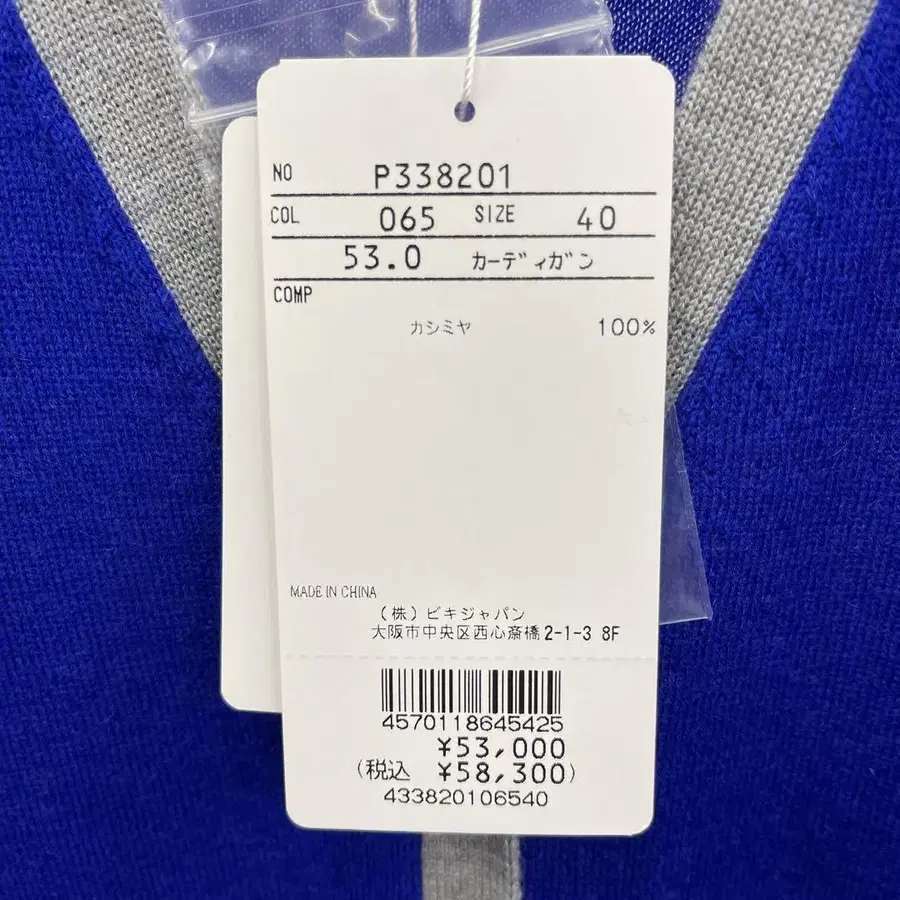 NO P338201
COL 065 SIZE 40
53.0 カーディガン
COMP
カシミヤ 100%
MADE IN CHINA
(株)ビキジャパン
大阪市中央区西心斎橋2-1-3 8F
4570118645425
¥53,000
(税込 ¥58,300)
433820106540